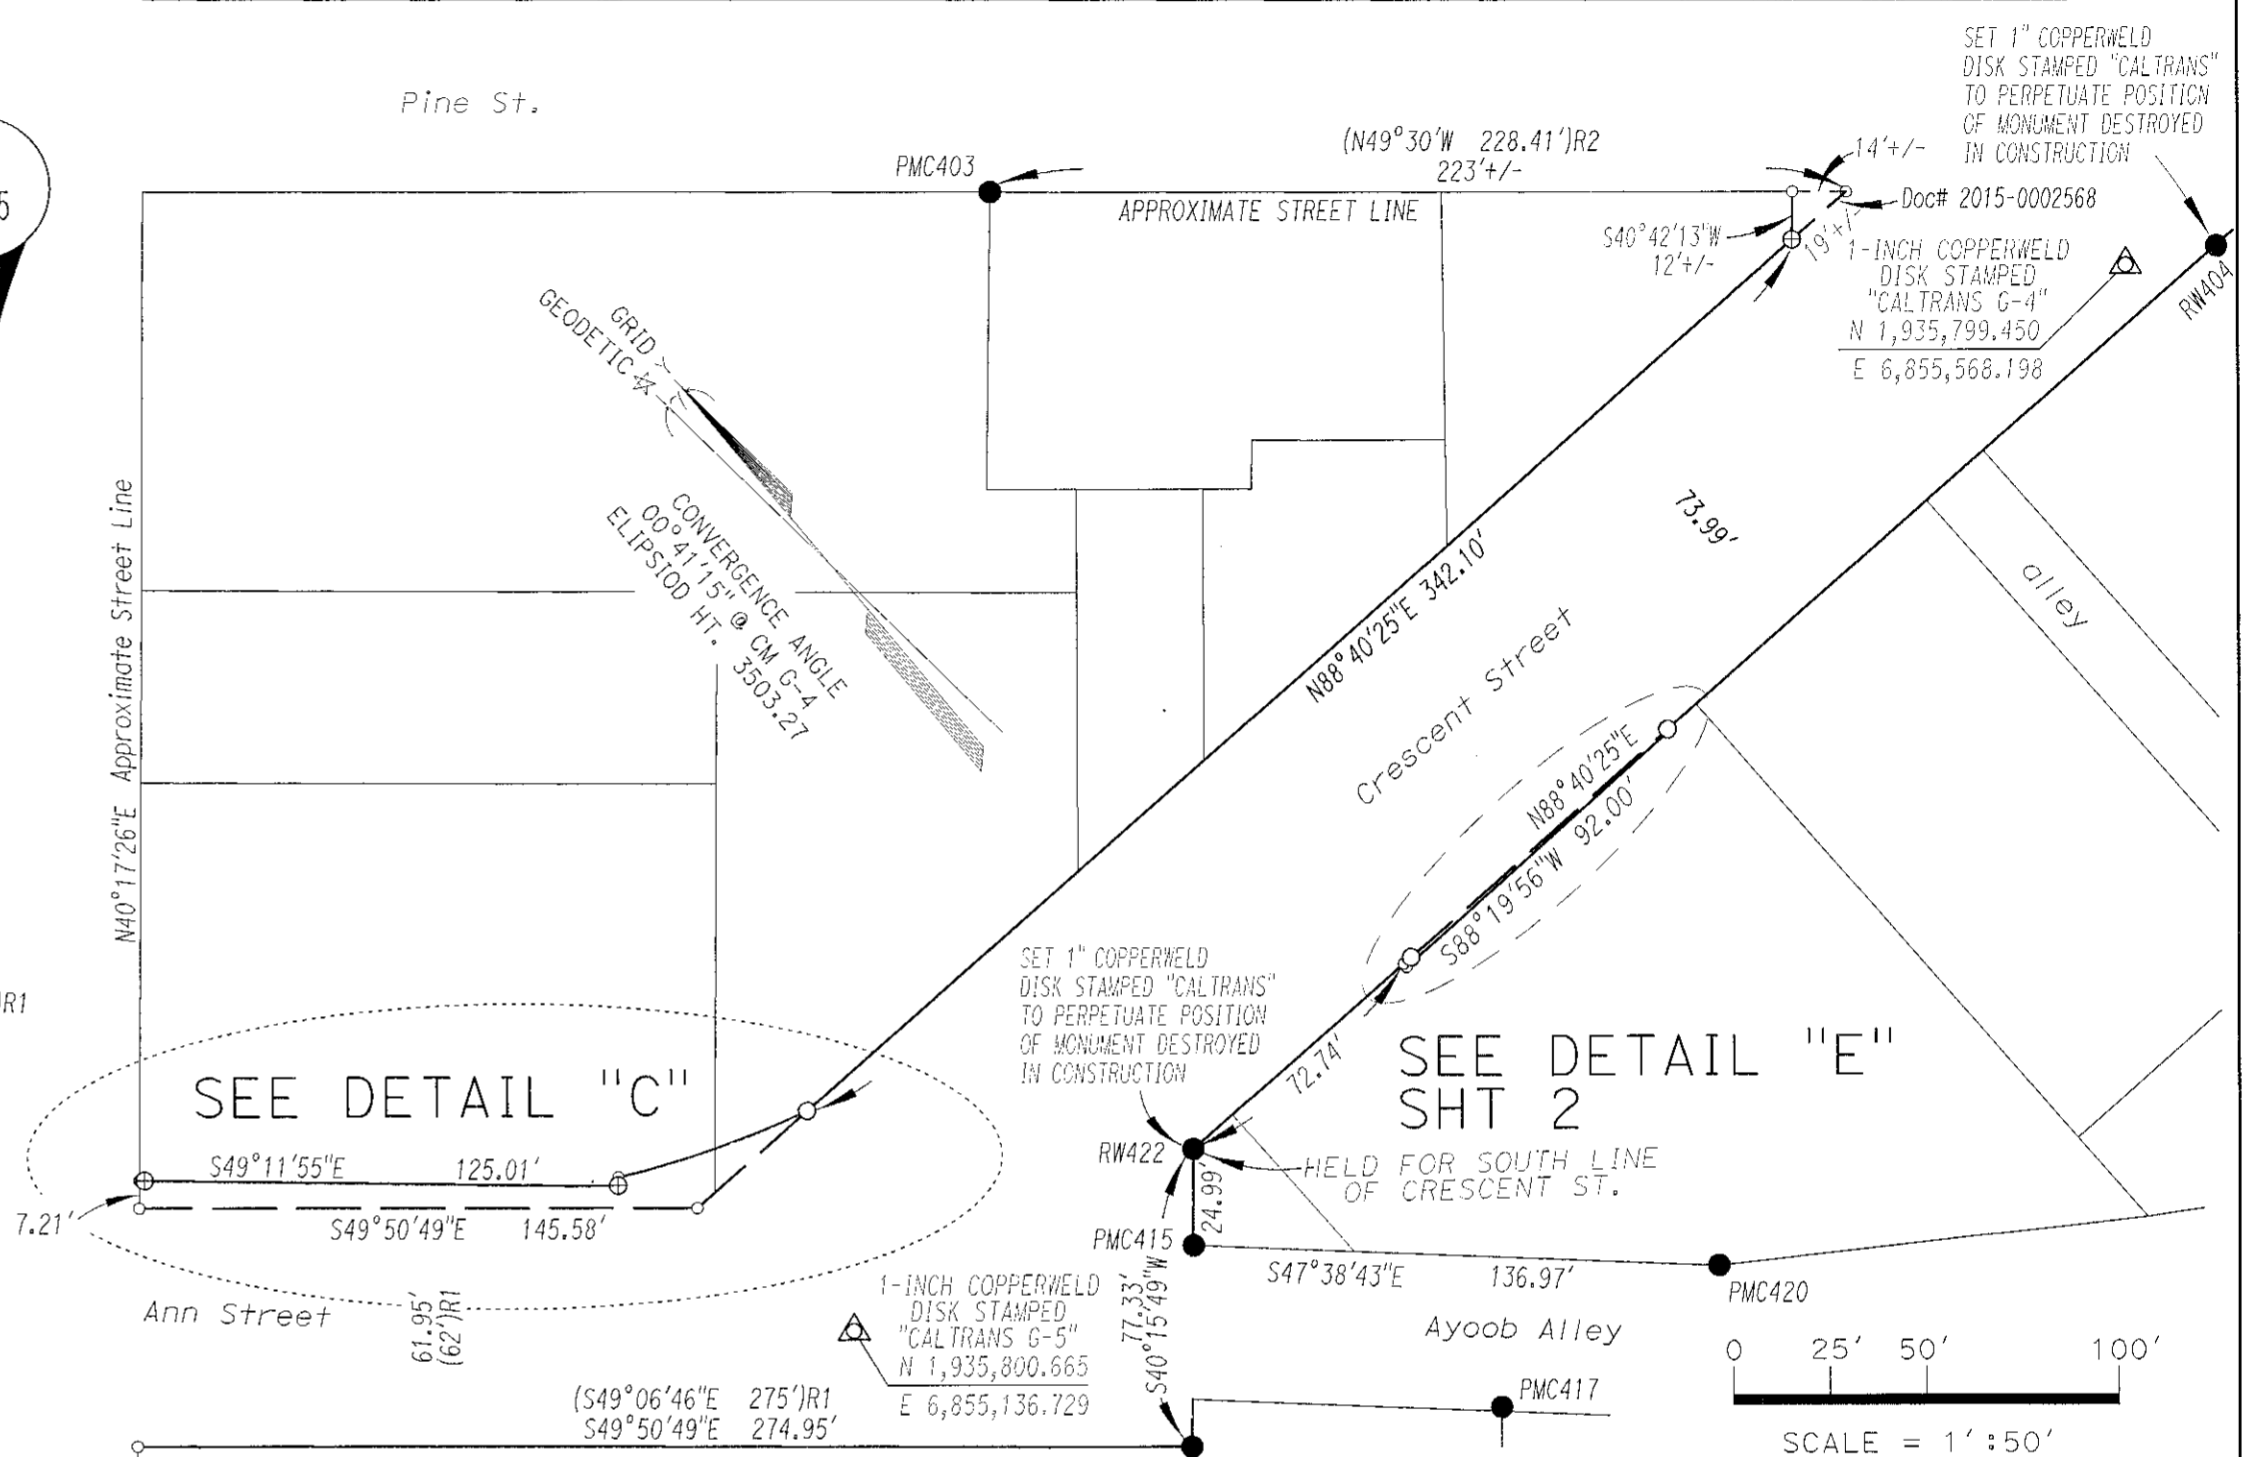 SET 1" COPPERWELD
DISK STAMPED "CALTRANS"
TO PERPETUATE POSITION
OF MONUMENT DESTROYED
IN CONSTRUCTION
Pine St.
5
PMC403
(N49°30'W 228.41')R2
223'+/-
14'+/-
APPROXIMATE STREET LINE
Doc# 2015-0002568
S40°42'13"W
12'+/-
19'+/-
1-INCH COPPERWELD
DISK STAMPED
"CALTRANS G-4"
N 1,935,799.450
E 6,855,568.198
RW404
GRID
GEODETIC
CONVERGENCE ANGLE
00°41'15" @ CM G-4
ELIPSIOD HT. 3503.27
N40°17'26"E Approximate Street Line
73.99'
alley
N88°40'25"E 342.10'
Crescent Street
N88°40'25"E
S88°19'56"W 92.00'
R1
SET 1" COPPERWELD
DISK STAMPED "CALTRANS"
TO PERPETUATE POSITION
OF MONUMENT DESTROYED
IN CONSTRUCTION
72.74'
SEE DETAIL "E"
SHT 2
SEE DETAIL "C"
RW422
HELD FOR SOUTH LINE
OF CRESCENT ST.
S49°11'55"E 125.01'
7.21'
S49°50'49"E 145.58'
24.99'
PMC415
S47°38'43"E 136.97'
PMC420
Ann Street
61.95'
(62')R1
1-INCH COPPERWELD
DISK STAMPED
"CALTRANS G-5"
N 1,935,800.665
E 6,855,136.729
77.33'
S40°15'49"W
Ayoob Alley
PMC417
(S49°06'46"E 275')R1
S49°50'49"E 274.95'
0 25' 50' 100'
SCALE = 1':50'